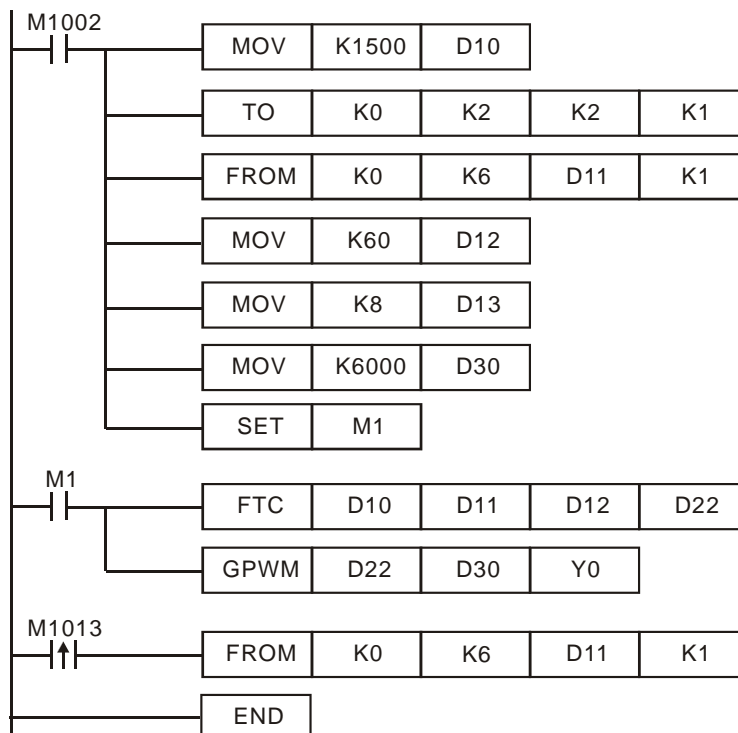 M1002
MOV K1500 D10
TO K0 K2 K2 K1
FROM K0 K6 D11 K1
MOV K60 D12
MOV K8 D13
MOV K6000 D30
SET M1
M1
FTC D10 D11 D12 D22
GPWM D22 D30 Y0
M1013
FROM K0 K6 D11 K1
END